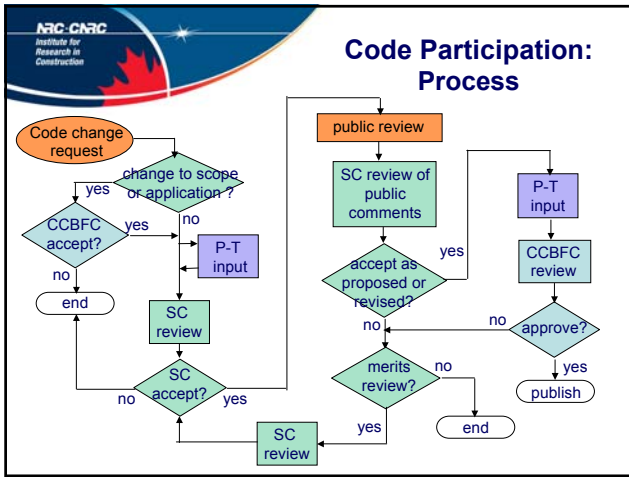 NRC·CNRC
Institute for
Research in
Construction
Code Participation:
Process
Code change
request
change to scope
or application ?
yes
no
CCBFC
accept?
yes
no
end
P-T
input
SC
review
SC
accept?
no
yes
public review
SC review of
public
comments
accept as
proposed or
revised?
yes
no
P-T
input
CCBFC
review
approve?
no
yes
publish
merits
review?
no
end
yes
SC
review